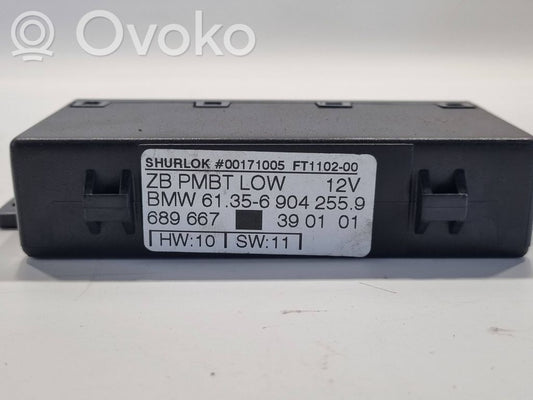 Ovoko
SHURLOK #00171005 FT1102-00
ZB PMBT LOW 12V
BMW 61.35-6 904 255.9
689 667 39 01 01
HW:10 SW:11